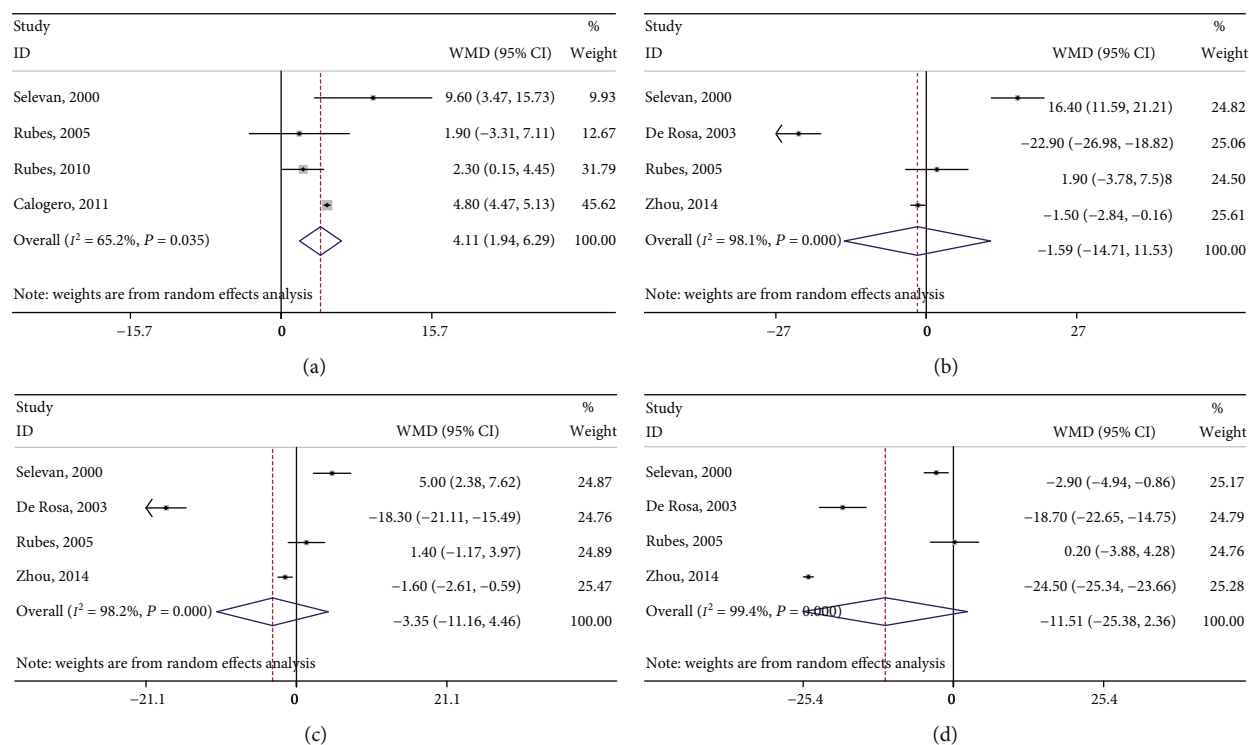 Study %
ID WMD (95% CI) Weight
Selevan, 2000 9.60 (3.47, 15.73) 9.93
Rubes, 2005 1.90 (−3.31, 7.11) 12.67
Rubes, 2010 2.30 (0.15, 4.45) 31.79
Calogero, 2011 4.80 (4.47, 5.13) 45.62
Overall (I² = 65.2%, P = 0.035) 4.11 (1.94, 6.29) 100.00
Note: weights are from random effects analysis
−15.7 0 15.7
(a)
Study %
ID WMD (95% CI) Weight
Selevan, 2000 16.40 (11.59, 21.21) 24.82
De Rosa, 2003 −22.90 (−26.98, −18.82) 25.06
Rubes, 2005 1.90 (−3.78, 7.5)8 24.50
Zhou, 2014 −1.50 (−2.84, −0.16) 25.61
Overall (I² = 98.1%, P = 0.000) −1.59 (−14.71, 11.53) 100.00
Note: weights are from random effects analysis
−27 0 27
(b)
Study %
ID WMD (95% CI) Weight
Selevan, 2000 5.00 (2.38, 7.62) 24.87
De Rosa, 2003 −18.30 (−21.11, −15.49) 24.76
Rubes, 2005 1.40 (−1.17, 3.97) 24.89
Zhou, 2014 −1.60 (−2.61, −0.59) 25.47
Overall (I² = 98.2%, P = 0.000) −3.35 (−11.16, 4.46) 100.00
Note: weights are from random effects analysis
−21.1 0 21.1
(c)
Study %
ID WMD (95% CI) Weight
Selevan, 2000 −2.90 (−4.94, −0.86) 25.17
De Rosa, 2003 −18.70 (−22.65, −14.75) 24.79
Rubes, 2005 0.20 (−3.88, 4.28) 24.76
Zhou, 2014 −24.50 (−25.34, −23.66) 25.28
Overall (I² = 99.4%, P = 0.000) −11.51 (−25.38, 2.36) 100.00
Note: weights are from random effects analysis
−25.4 0 25.4
(d)